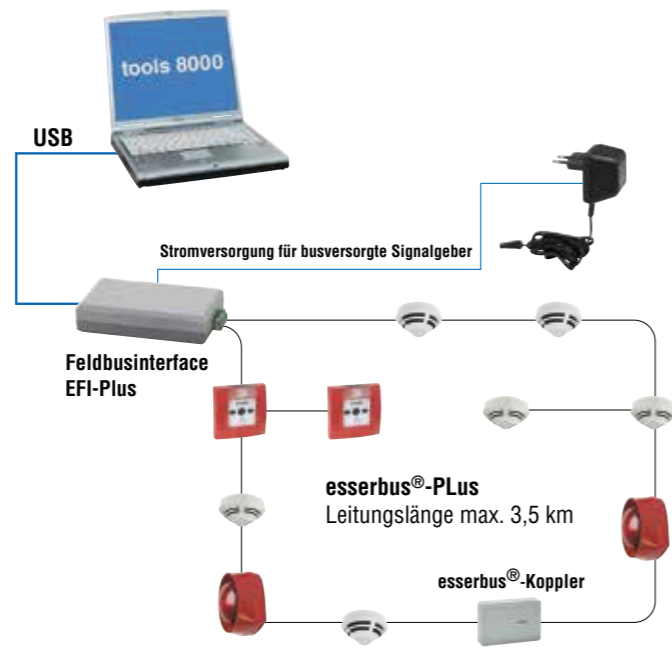 tools 8000
USB
Stromversorgung für busversorgte Signalgeber
Feldbusinterface
EFI-Plus
esserbus®-PLus
Leitungslänge max. 3,5 km
esserbus®-Koppler